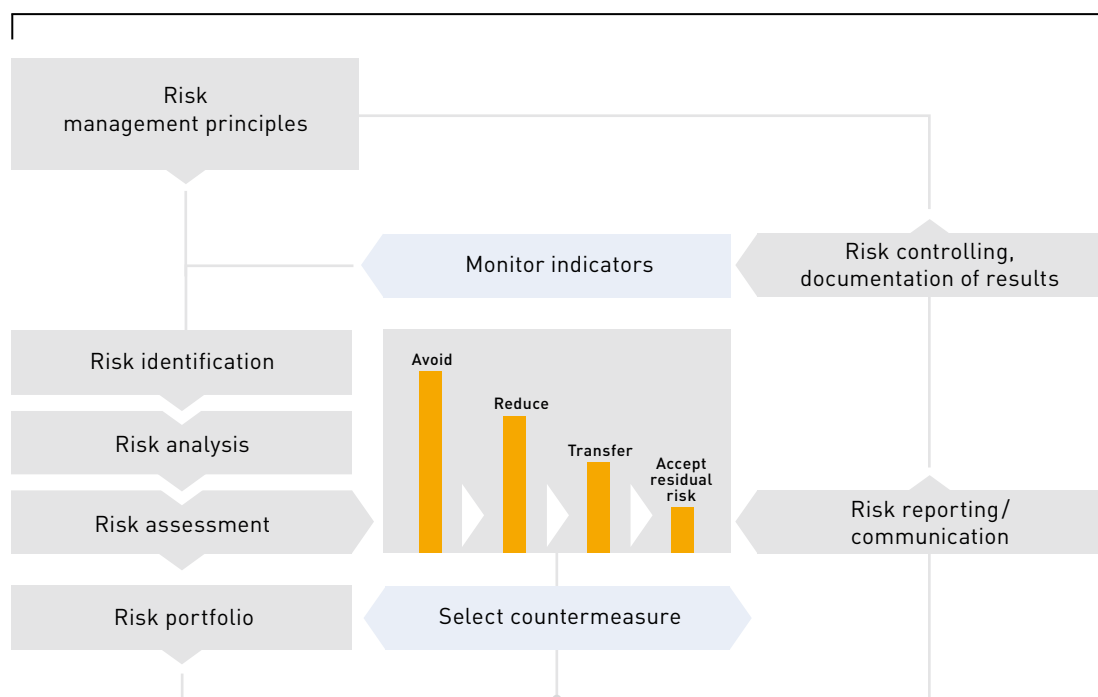 Risk
management principles
Monitor indicators
Risk controlling,
documentation of results
Risk identification
Avoid
Reduce
Transfer
Accept
residual
risk
Risk analysis
Risk assessment
Risk reporting/
communication
Risk portfolio
Select countermeasure